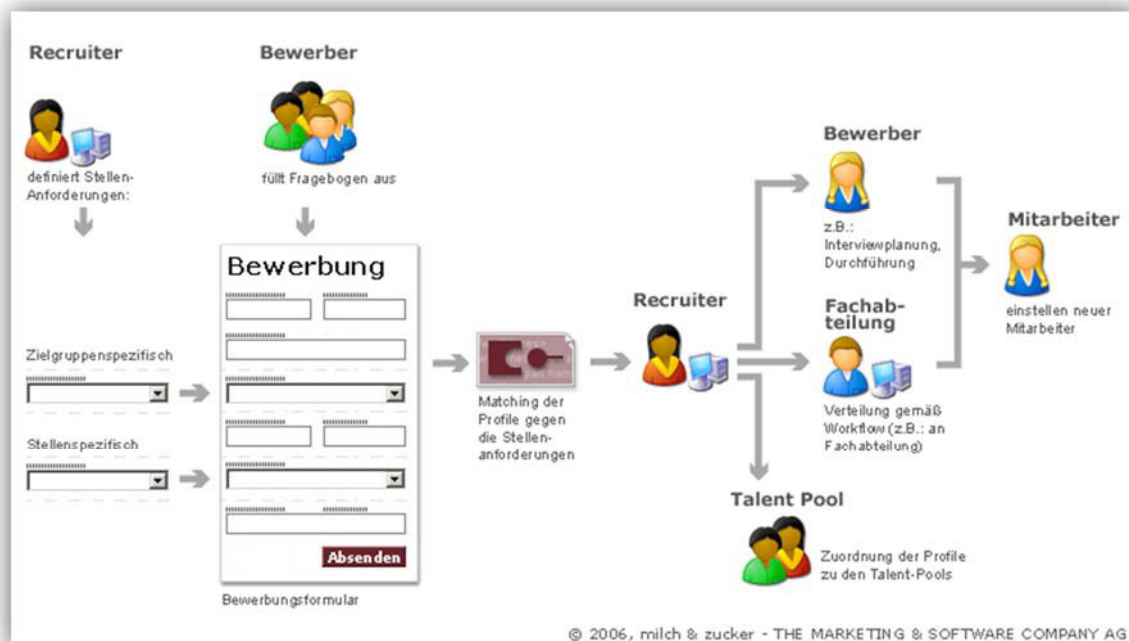 Recruiter
definiert Stellen-
Anforderungen:
Bewerber
füllt Fragebogen aus
Zielgruppenspezifisch
Stellenspezifisch
Bewerbung
Absenden
Bewerbungsformular
Matching der
Profile gegen
die Stellen-
anforderungen
Recruiter
Bewerber
z.B.:
Interviewplanung,
Durchführung
Fachab-
teilung
Verteilung gemäß
Workflow (z.B.: an
Fachabteilung)
Talent Pool
Zuordnung der Profile
zu den Talent-Pools
Mitarbeiter
einstellen neuer
Mitarbeiter
© 2006, milch & zucker - THE MARKETING & SOFTWARE COMPANY AG